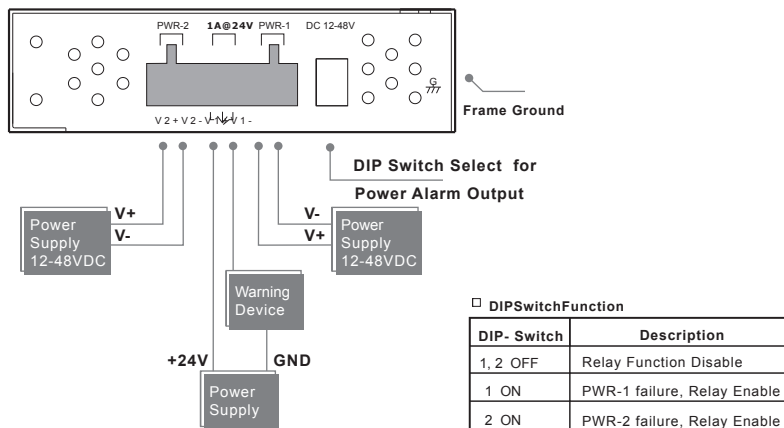 PWR-2 1A@24V PWR-1 DC 12-48V
G
Frame Ground
V2+ V2- V1+ V1-
DIP Switch Select for
Power Alarm Output
Power
Supply
12-48VDC
V+
V-
V-
V+
Power
Supply
12-48VDC
Warning
Device
+24V
GND
Power
Supply
DIPSwitchFunction
DIP- Switch Description
1, 2 OFF Relay Function Disable
1 ON PWR-1 failure, Relay Enable
2 ON PWR-2 failure, Relay Enable